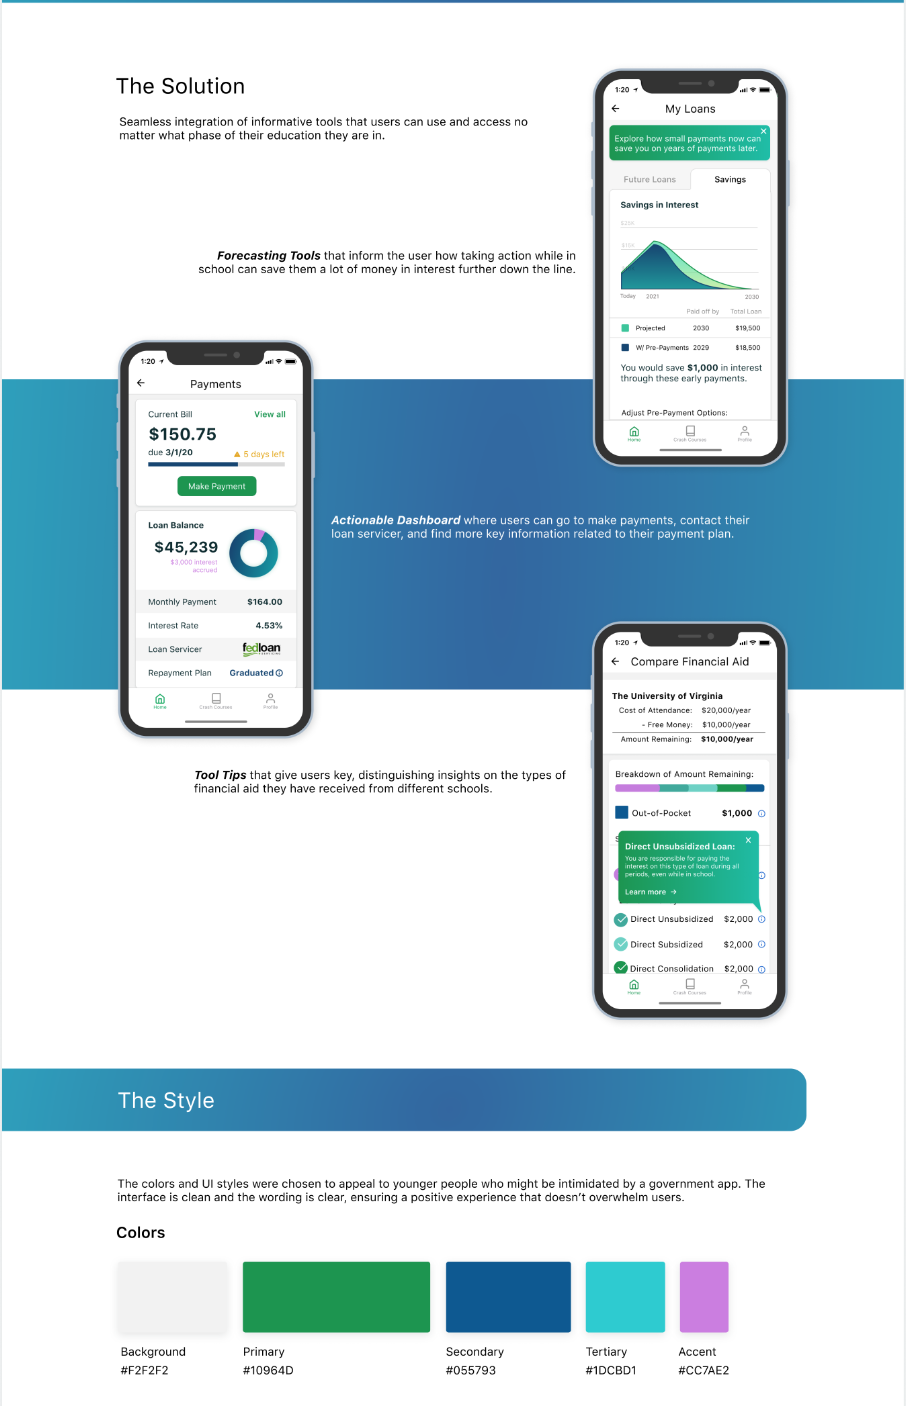 The Solution
Seamless integration of informative tools that users can use and access no
matter what phase of their education they are in.
1:20
My Loans
Explore how small payments now can
save you on years of payments later.
Future Loans
Savings
Savings in Interest
Today 2021 2030
Paid off by Total Loan
Projected 2030 $19,500
W/ Pre-Payments 2029 $18,500
You would save $1,000 in interest
through these early payments.
Adjust Pre-Payment Options:
Home Crash Courses Profile
Forecasting Tools that inform the user how taking action while in
school can save them a lot of money in interest further down the line.
1:20
Payments
Current Bill View all
$150.75
due 3/1/20 5 days left
Make Payment
Loan Balance
$45,239
$3,000 interest
accrued
Monthly Payment $164.00
Interest Rate 4.53%
Loan Servicer fedloan
Repayment Plan Graduated
Home Crash Courses Profile
Actionable Dashboard where users can go to make payments, contact their
loan servicer, and find more key information related to their payment plan.
1:20
Compare Financial Aid
The University of Virginia
Cost of Attendance: $20,000/year
- Free Money: $10,000/year
Amount Remaining: $10,000/year
Breakdown of Amount Remaining:
Out-of-Pocket $1,000
Direct Unsubsidized Loan:
You are responsible for paying the
interest on this type of loan during all
periods, even while in school.
Learn more →
Direct Unsubsidized $2,000
Direct Subsidized $2,000
Direct Consolidation $2,000
Home Crash Courses Profile
Tool Tips that give users key, distinguishing insights on the types of
financial aid they have received from different schools.
The Style
The colors and UI styles were chosen to appeal to younger people who might be intimidated by a government app. The
interface is clean and the wording is clear, ensuring a positive experience that doesn't overwhelm users.
Colors
Background Primary Secondary Tertiary Accent
#F2F2F2 #10964D #055793 #1DCBD1 #CC7AE2